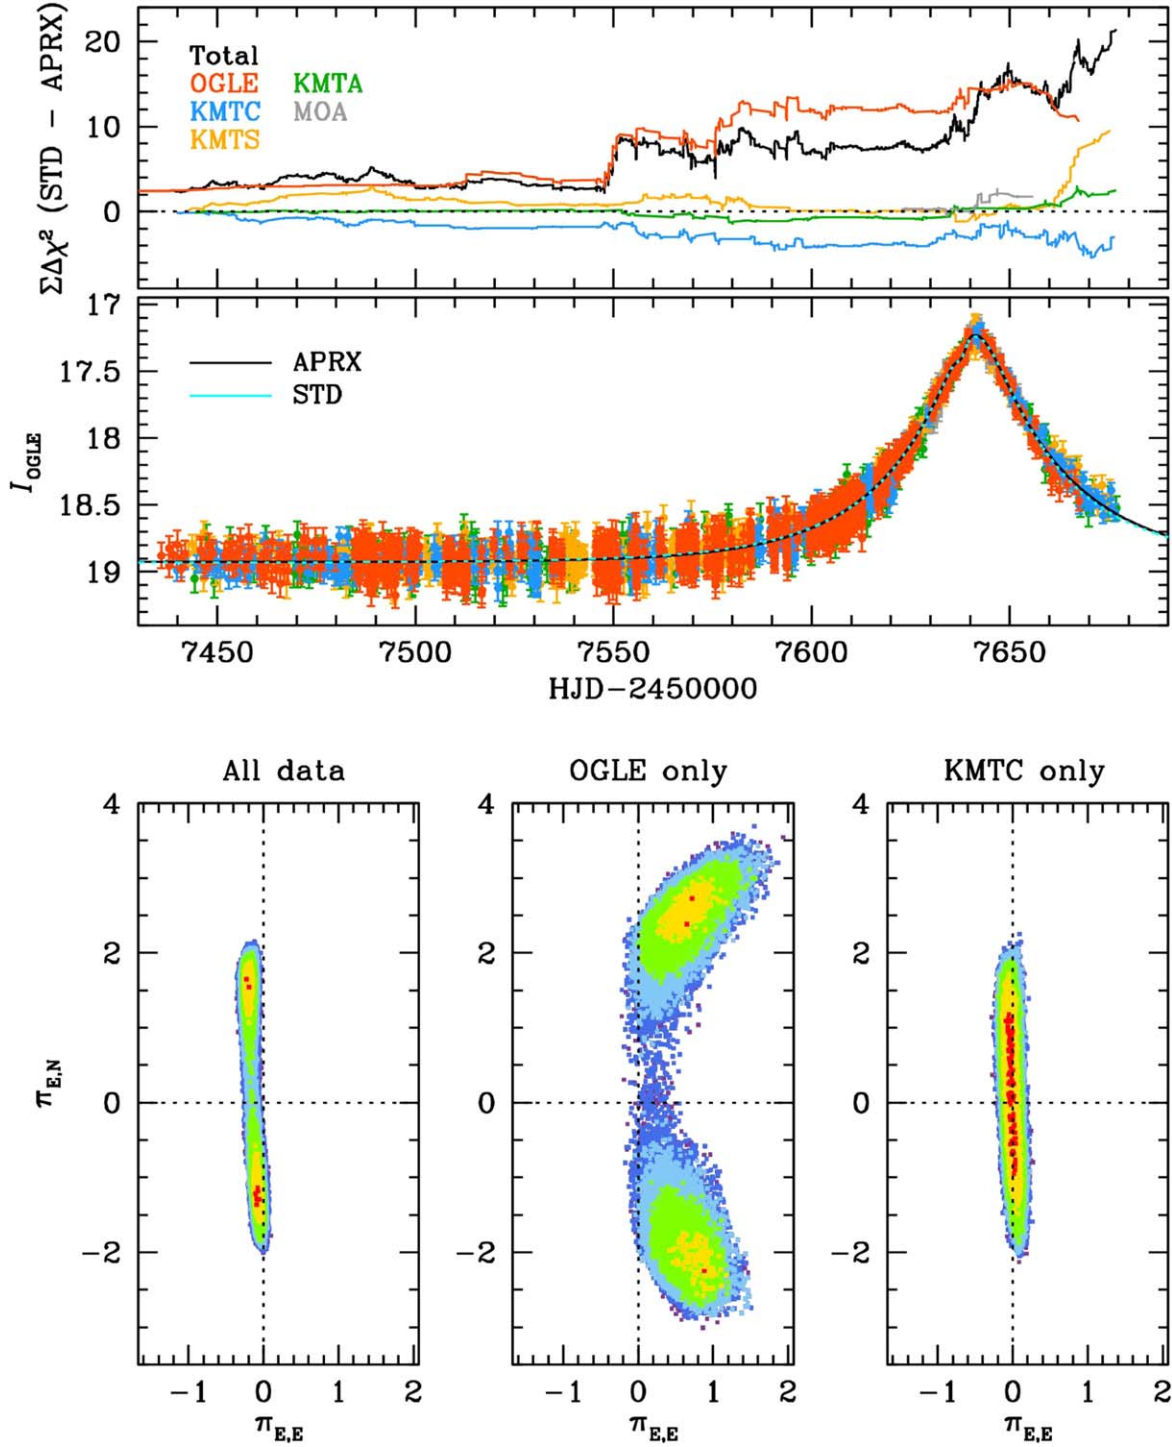 ΣΔχ² (STD − APRX)
20
10
0
Total
OGLE KMTA
KMTC MOA
KMTS
I_OGLE
17
17.5
18
18.5
19
APRX
STD
7450 7500 7550 7600 7650
HJD−2450000
All data OGLE only KMTC only
π_E,N
4 4 4
2 2 2
0 0 0
−2 −2 −2
−1 0 1 2 −1 0 1 2 −1 0 1 2
π_E,E π_E,E π_E,E